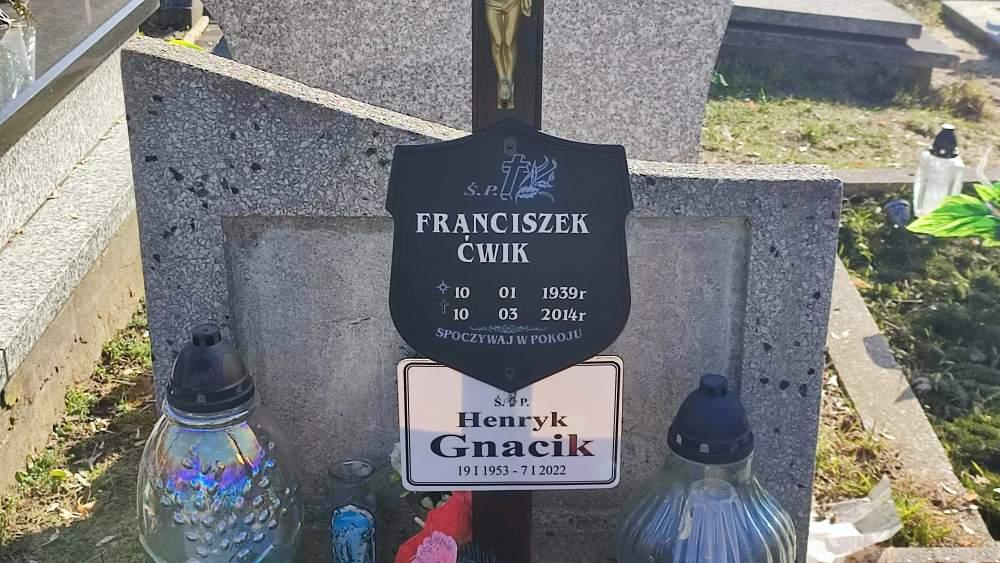 Ś.P.
FRANCISZEK
ĆWIK
10 01 1939r
10 03 2014r
SPOCZYWAJ W POKOJU
Ś. P.
Henryk
Gnacik
19 I 1953 - 7 I 2022